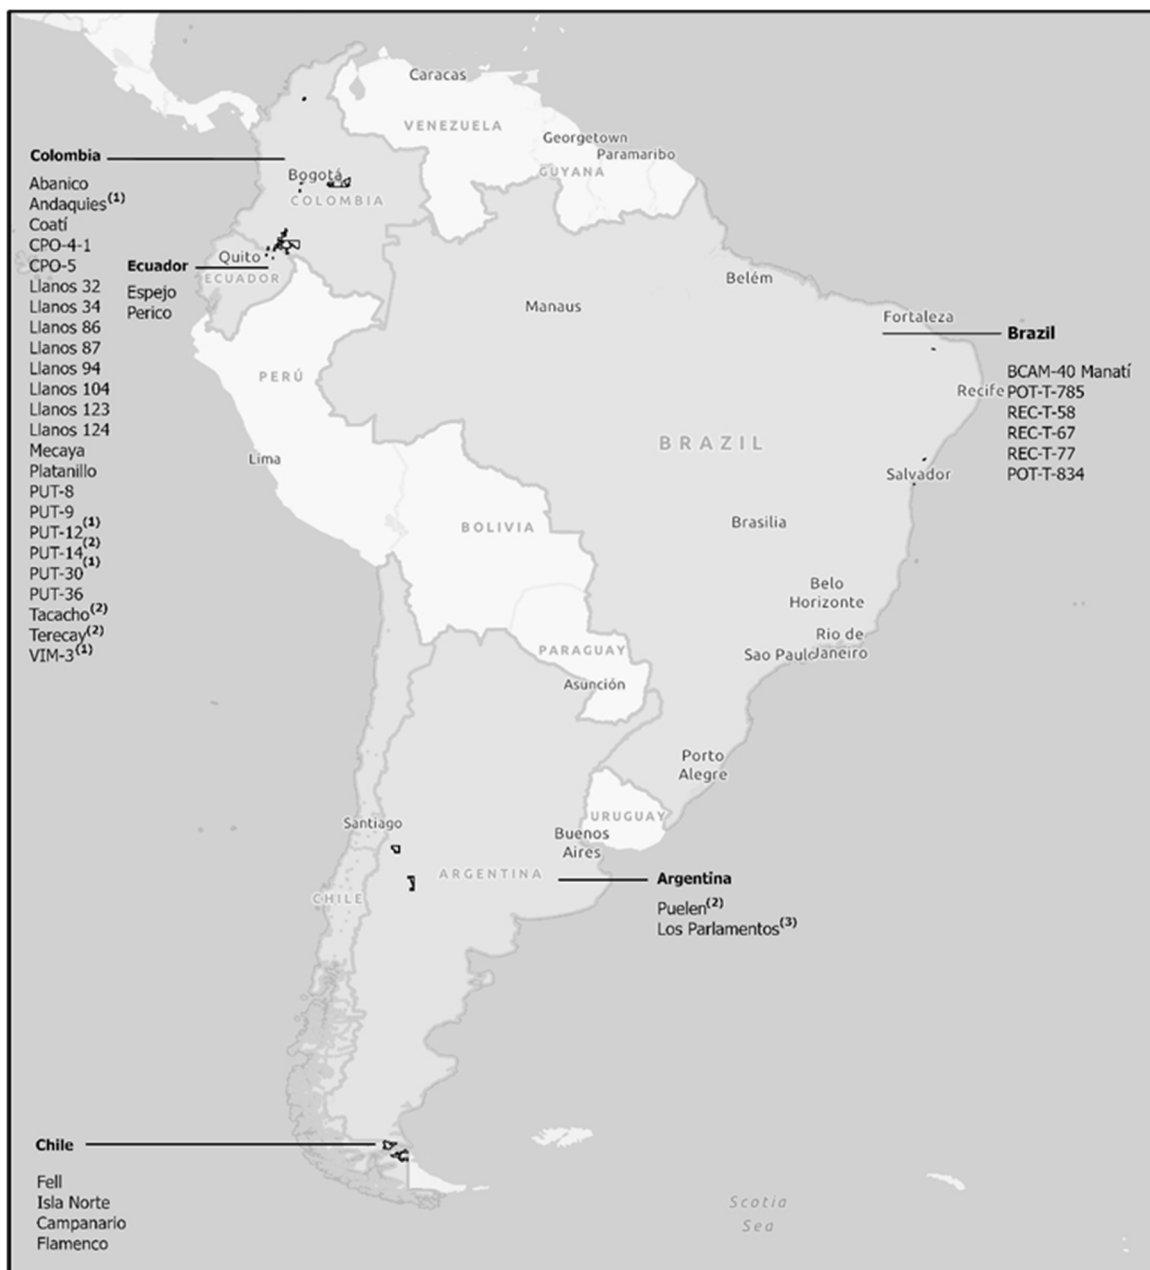 Caracas
VENEZUELA
Georgetown
Paramaribo
GUYANA
Colombia
Bogotá
COLOMBIA
Abanico
Andaquies(1)
Coatí
CPO-4-1
CPO-5
Llanos 32
Llanos 34
Llanos 86
Llanos 87
Llanos 94
Llanos 104
Llanos 123
Llanos 124
Mecaya
Platanillo
PUT-8
PUT-9
PUT-12(1)
PUT-14(2)
PUT-30(1)
PUT-36
Tacacho(2)
Terecay(2)
VIM-3(1)
Quito
Ecuador
ECUADOR
Espejo
Perico
Belém
Manaus
Fortaleza
Brazil
BCAM-40 Manatí
Recife
POT-T-785
REC-T-58
REC-T-67
REC-T-77
POT-T-834
PERÚ
BRAZIL
Lima
Salvador
BOLIVIA
Brasilia
Belo
Horizonte
Rio de
Janeiro
Sao Paulo
PARAGUAY
Asunción
Porto
Alegre
Santiago
URUGUAY
Buenos
Aires
ARGENTINA
Argentina
Puelen(2)
Los Parlamentos(3)
CHILE
Chile
Fell
Isla Norte
Campanario
Flamenco
Scotia
Sea